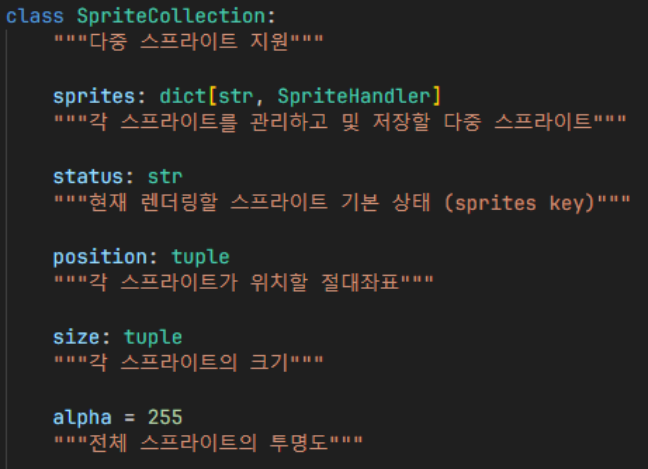 class SpriteCollection:
"""다중 스프라이트 지원"""
sprites: dict[str, SpriteHandler]
"""각 스프라이트를 관리하고 및 저장할 다중 스프라이트"""
status: str
"""현재 렌더링할 스프라이트 기본 상태 (sprites key)"""
position: tuple
"""각 스프라이트가 위치할 절대좌표"""
size: tuple
"""각 스프라이트의 크기"""
alpha = 255
"""전체 스프라이트의 투명도"""